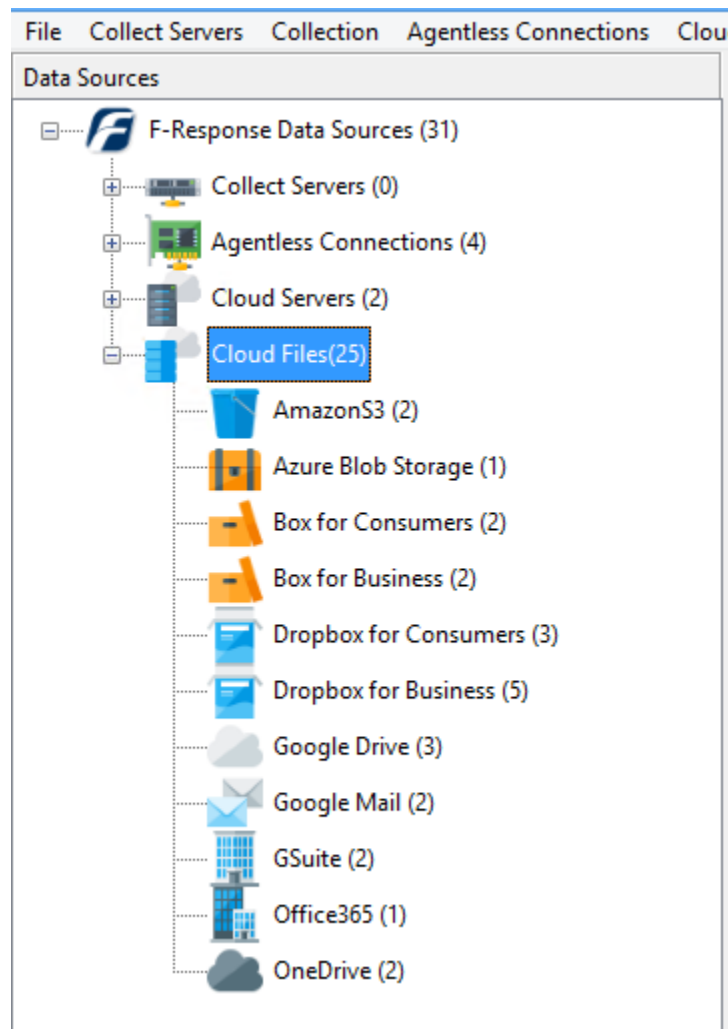 File Collect Servers Collection Agentless Connections Clou
Data Sources
F-Response Data Sources (31)
Collect Servers (0)
Agentless Connections (4)
Cloud Servers (2)
Cloud Files(25)
AmazonS3 (2)
Azure Blob Storage (1)
Box for Consumers (2)
Box for Business (2)
Dropbox for Consumers (3)
Dropbox for Business (5)
Google Drive (3)
Google Mail (2)
GSuite (2)
Office365 (1)
OneDrive (2)